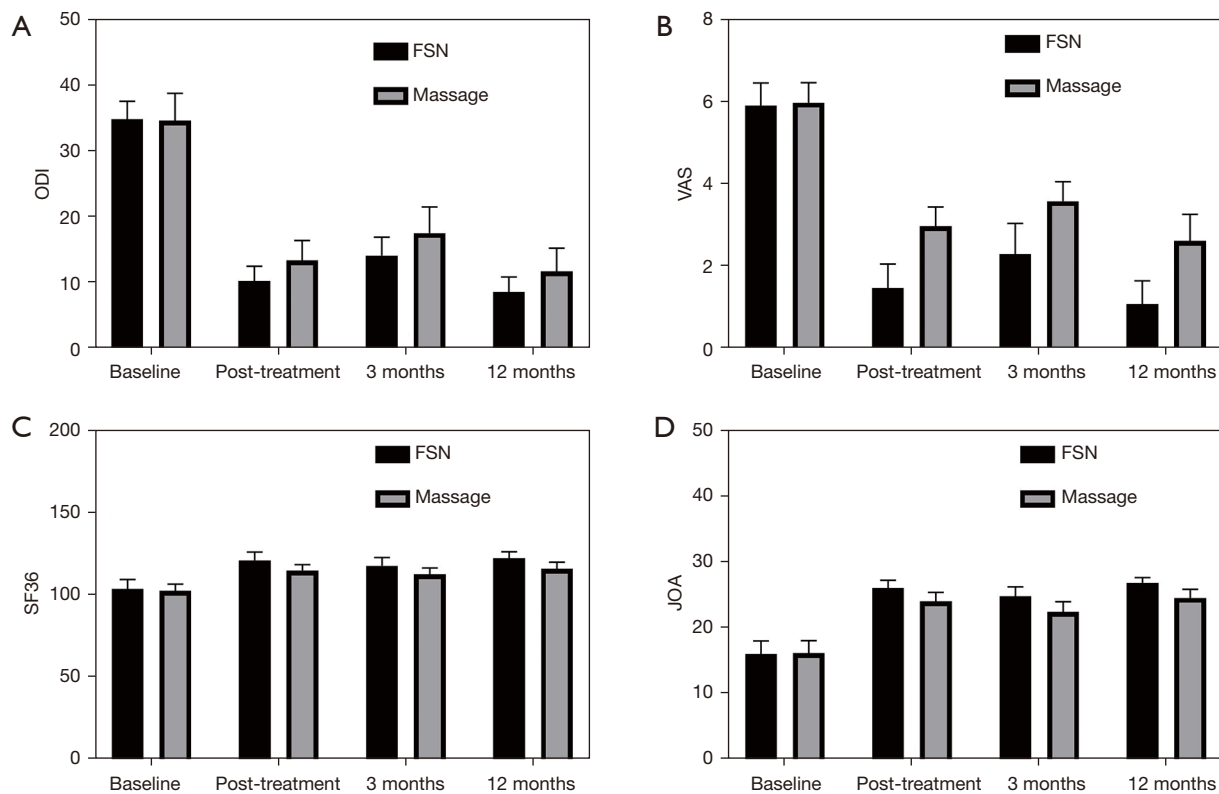 A
50
40
30
20
10
0
ODI
FSN
Massage
Baseline Post-treatment 3 months 12 months
B
8
6
4
2
0
VAS
FSN
Massage
Baseline Post-treatment 3 months 12 months
C
200
150
100
50
0
SF36
FSN
Massage
Baseline Post-treatment 3 months 12 months
D
50
40
30
20
10
0
JOA
FSN
Massage
Baseline Post-treatment 3 months 12 months